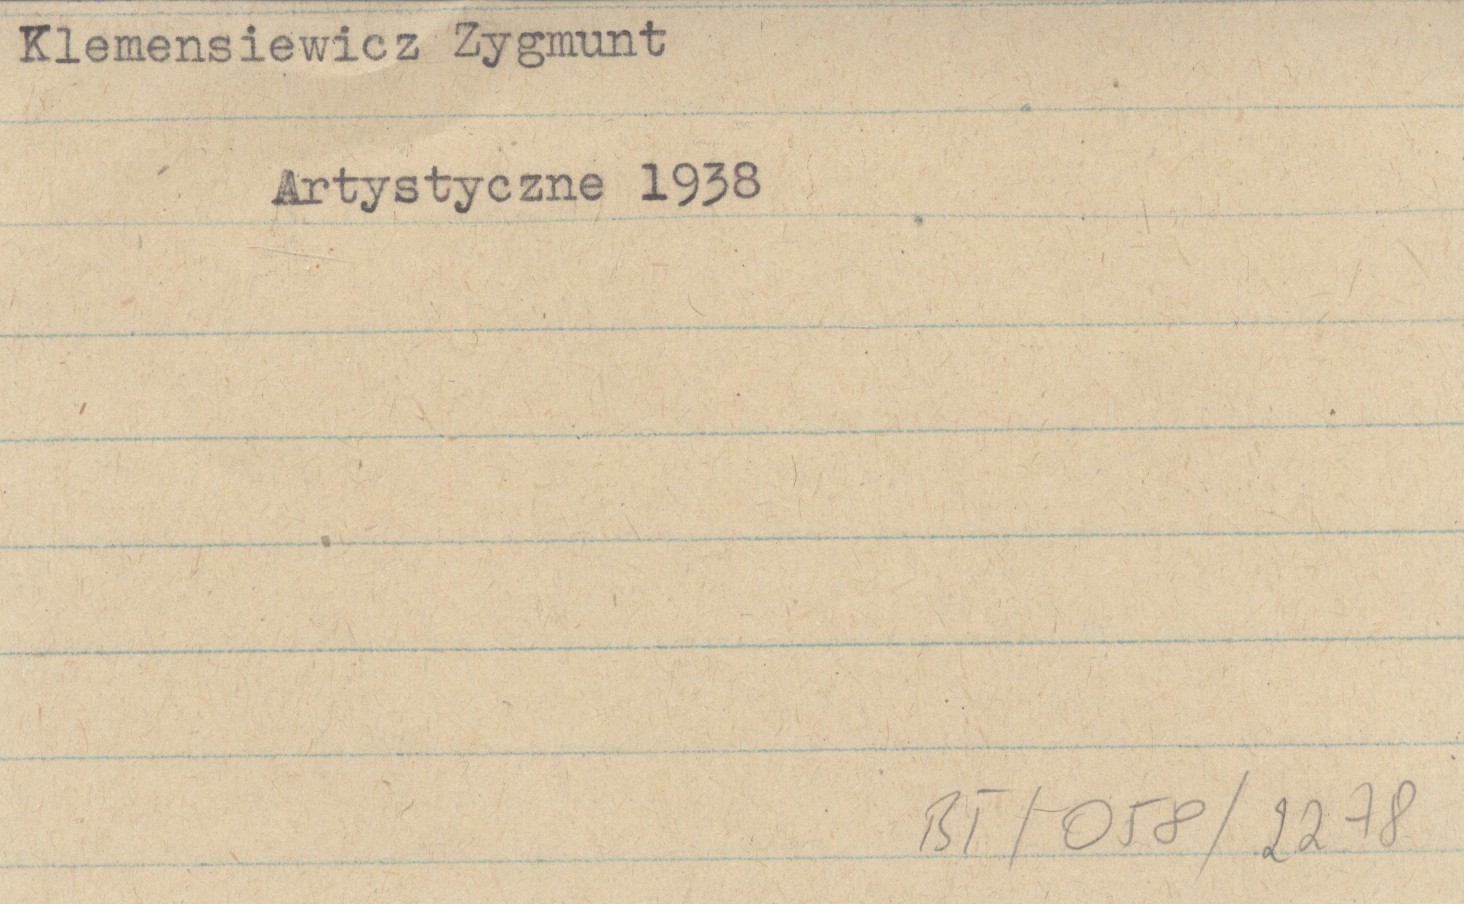 Klemensiewicz Zygmunt
Artystyczne 1938
BT/058/2278